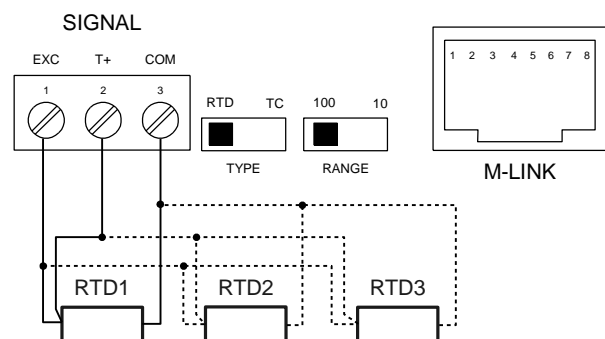 SIGNAL
EXC T+ COM
1 2 3
RTD TC
TYPE
100 10
RANGE
1 2 3 4 5 6 7 8
M-LINK
RTD1 RTD2 RTD3